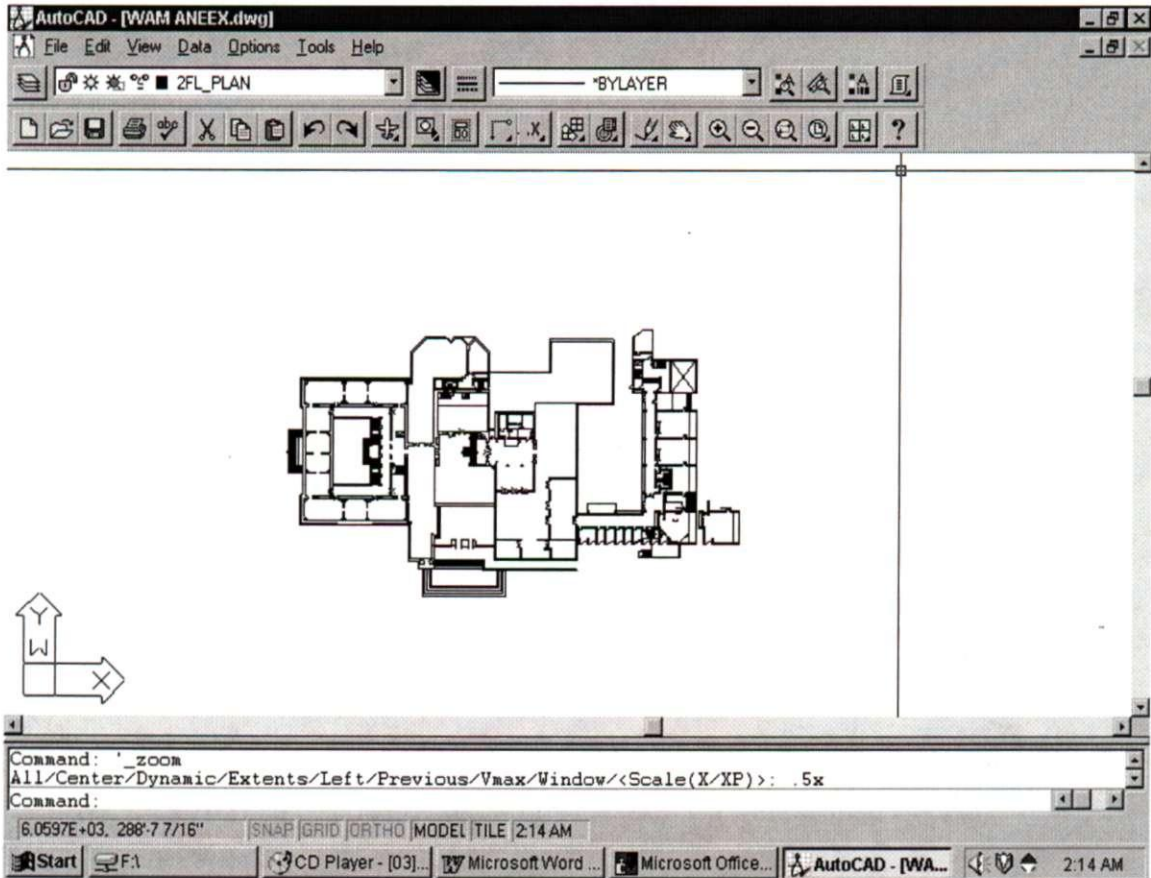 AutoCAD - [WAM ANEEX.dwg]
File Edit View Data Options Tools Help
2FL_PLAN
*BYLAYER
abc
.X
?
Y
W
X
Command: '_zoom
All/Center/Dynamic/Extents/Left/Previous/Vmax/Window/<Scale(X/XP)>: .5x
Command:
6.0597E+03, 288'-7 7/16" SNAP GRID ORTHO MODEL TILE 2:14 AM
Start F:\ CD Player - [03]... Microsoft Word ... Microsoft Office... AutoCAD - [WA... 2:14 AM